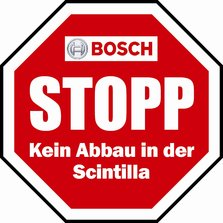 BOSCH
STOPP
Kein Abbau in der
Scintilla